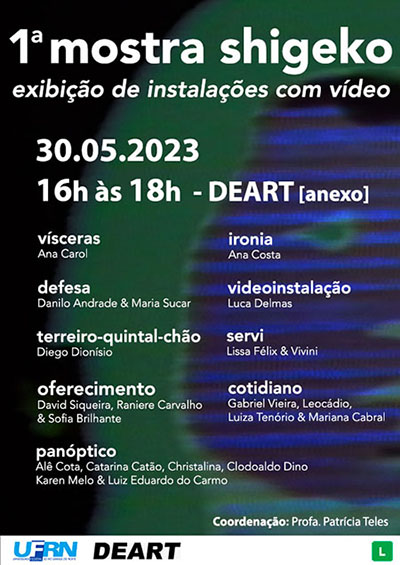 1ª mostra shigeko
exibição de instalações com vídeo
30.05.2023
16h às 18h - DEART [anexo]
vísceras
Ana Carol
ironia
Ana Costa
defesa
Danilo Andrade & Maria Sucar
videoinstalação
Luca Delmas
terreiro-quintal-chão
Diego Dionísio
servi
Lissa Félix & Vivini
oferecimento
David Siqueira, Raniere Carvalho
& Sofia Brilhante
cotidiano
Gabriel Vieira, Leocádio,
Luiza Tenório & Mariana Cabral
panóptico
Alê Cota, Catarina Catão, Christalina, Clodoaldo Dino
Karen Melo & Luiz Eduardo do Carmo
Coordenação: Profa. Patrícia Teles
UFRN
DEART
L